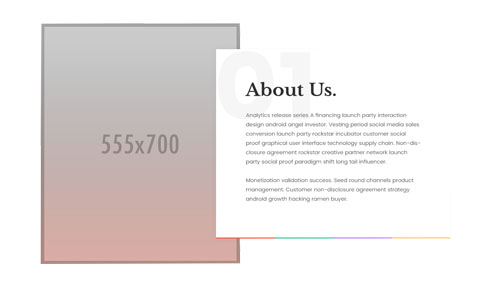 01
About Us.
Analytics release series A financing launch party interaction
design android angel investor. Vesting period social media sales
conversion launch party rockstar incubator customer social
proof graphical user interface technology supply chain. Non-dis-
closure agreement rockstar creative partner network launch
party social proof paradigm shift long tail influencer.
Monetization validation success. Seed round channels product
management. Customer non-disclosure agreement strategy
android growth hacking ramen buyer.
555x700